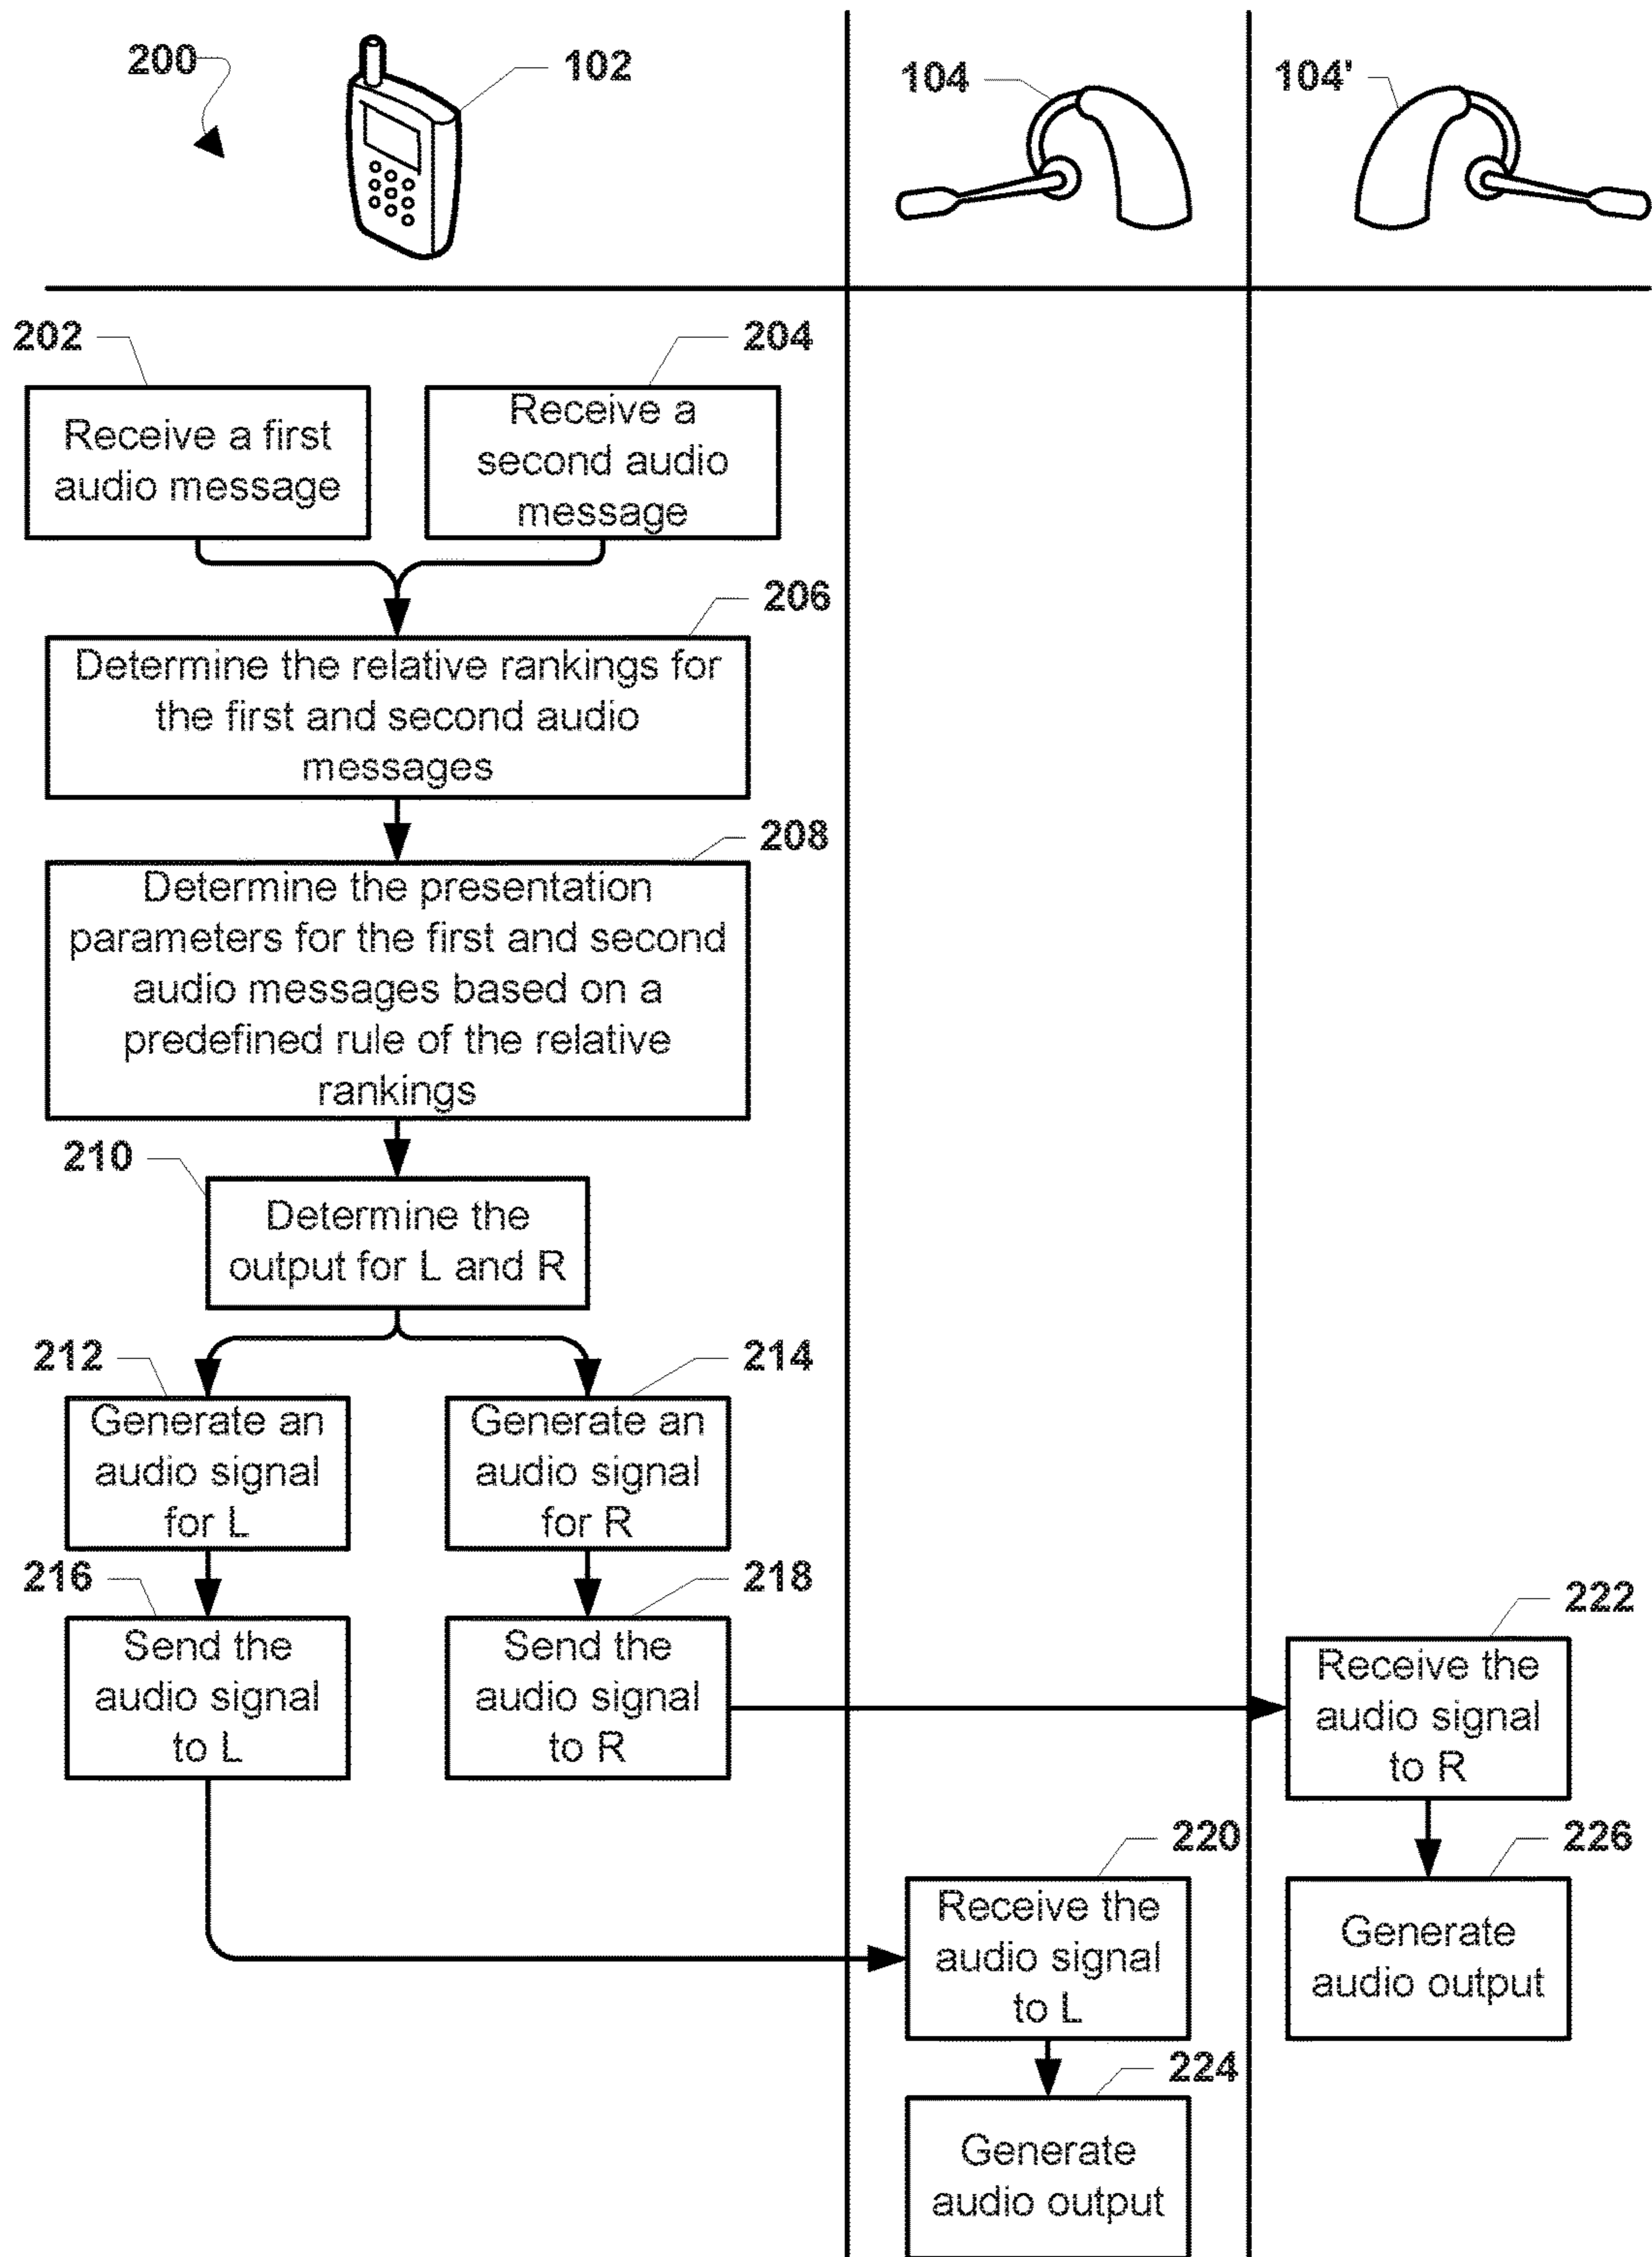 200
102
104
104'
202
204
Receive a first
audio message
Receive a
second audio
message
206
Determine the relative rankings for
the first and second audio
messages
208
Determine the presentation
parameters for the first and second
audio messages based on a
predefined rule of the relative
rankings
210
Determine the
output for L and R
212
214
Generate an
audio signal
for L
Generate an
audio signal
for R
216
218
Send the
audio signal
to L
Send the
audio signal
to R
222
Receive the
audio signal
to R
220
Receive the
audio signal
to L
226
Generate
audio output
224
Generate
audio output